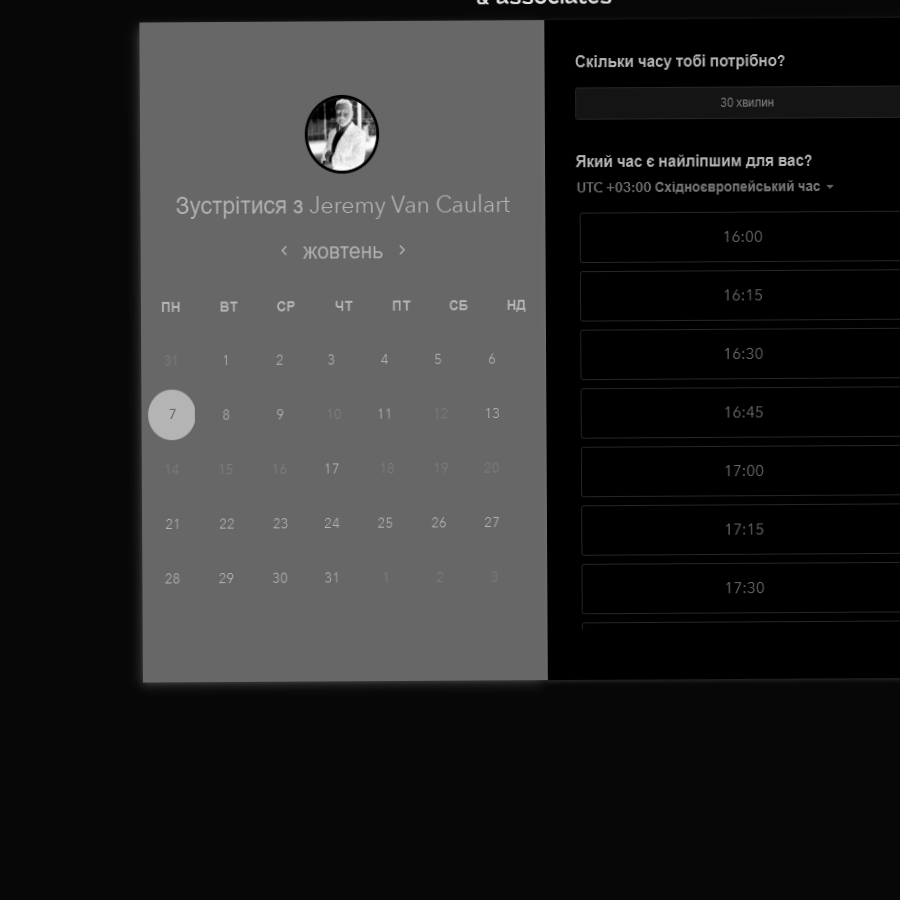 & associates
Зустрітися з Jeremy Van Caulart
жовтень
ПН ВТ СР ЧТ ПТ СБ НД
31 1 2 3 4 5 6
7 8 9 10 11 12 13
14 15 16 17 18 19 20
21 22 23 24 25 26 27
28 29 30 31 1 2 3
Скільки часу тобі потрібно?
30 хвилин
Який час є найліпшим для вас?
UTC +03:00 Східноєвропейський час
16:00
16:15
16:30
16:45
17:00
17:15
17:30